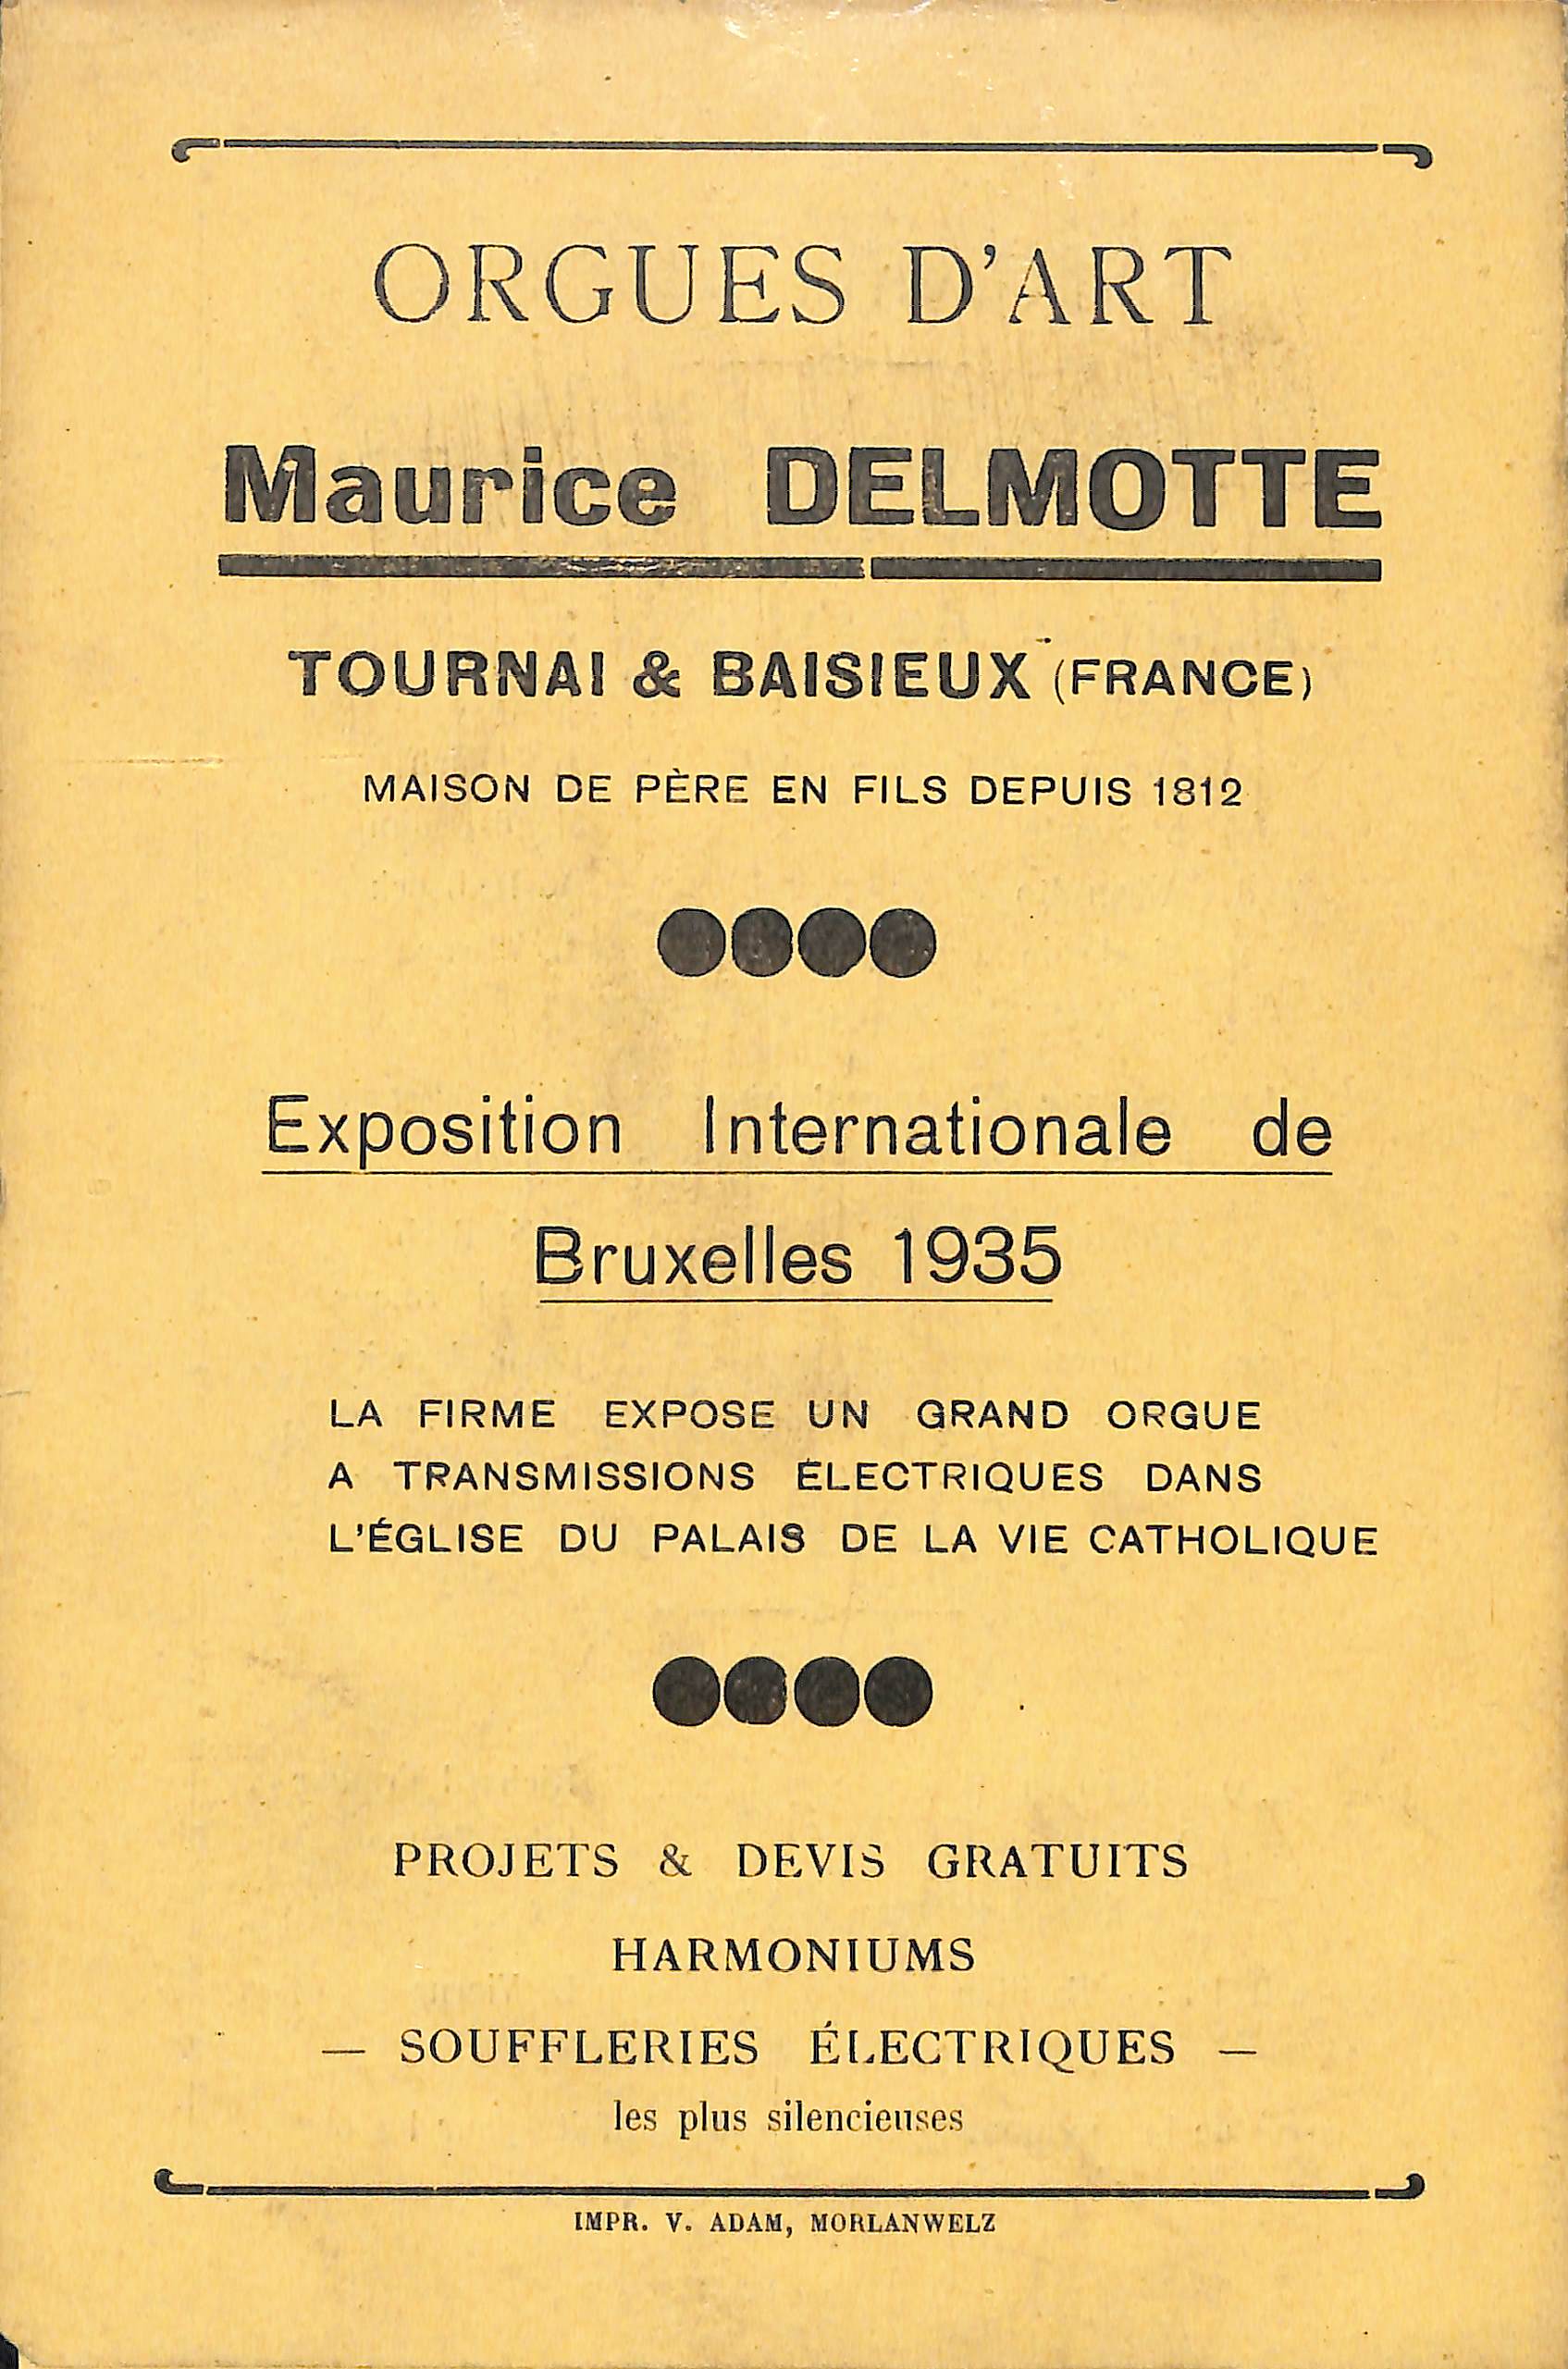 ORGUES D'ART
Maurice DELMOTTE
TOURNAI & BAISIEUX (FRANCE)
MAISON DE PÈRE EN FILS DEPUIS 1812
Exposition Internationale de
Bruxelles 1935
LA FIRME EXPOSE UN GRAND ORGUE
A TRANSMISSIONS ÉLECTRIQUES DANS
L'ÉGLISE DU PALAIS DE LA VIE CATHOLIQUE
PROJETS & DEVIS GRATUITS
HARMONIUMS
— SOUFFLERIES ÉLECTRIQUES —
les plus silencieuses
IMPR. V. ADAM, MORLANWELZ